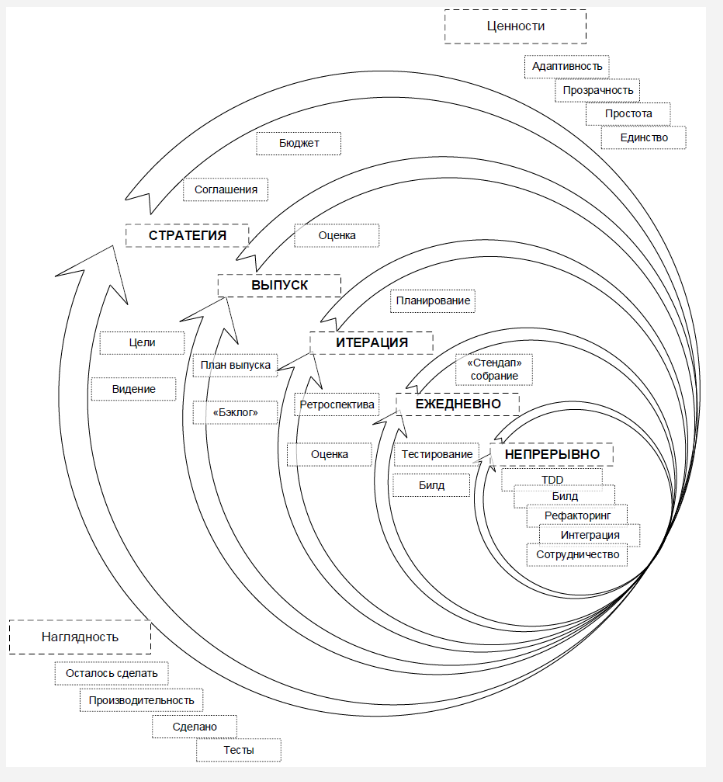 Ценности
Адаптивность
Прозрачность
Простота
Единство
Бюджет
Соглашения
СТРАТЕГИЯ
Оценка
ВЫПУСК
Планирование
ИТЕРАЦИЯ
Цели
План выпуска
«Стендап»
собрание
Видение
«Бэклог»
Ретроспектива
ЕЖЕДНЕВНО
Оценка
Тестирование
НЕПРЕРЫВНО
Билд
TDD
Билд
Рефакторинг
Интеграция
Сотрудничество
Наглядность
Осталось сделать
Производительность
Сделано
Тесты